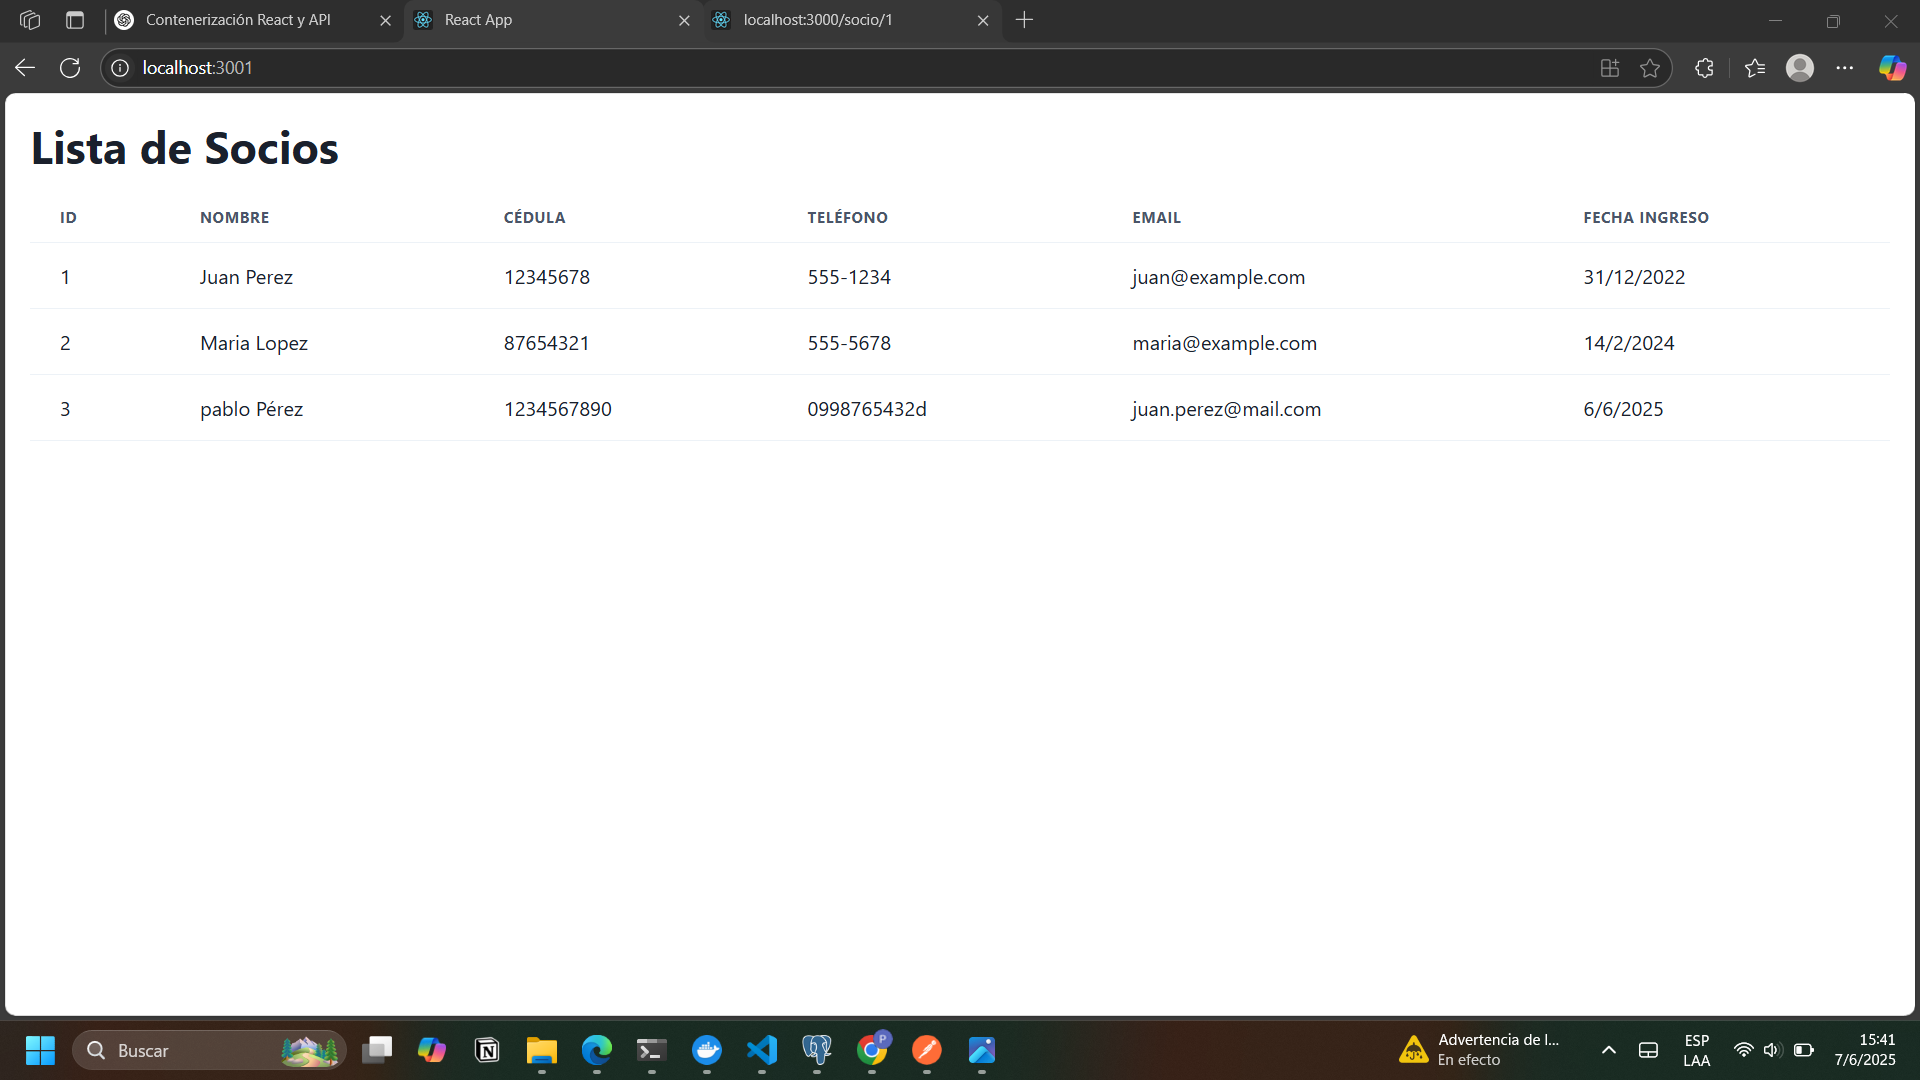 Contenerización React y API
React App
localhost:3000/socio/1
localhost:3001
Lista de Socios
ID NOMBRE CÉDULA TELÉFONO EMAIL FECHA INGRESO
1 Juan Perez 12345678 555-1234 juan@example.com 31/12/2022
2 Maria Lopez 87654321 555-5678 maria@example.com 14/2/2024
3 pablo Pérez 1234567890 0998765432d juan.perez@mail.com 6/6/2025
Buscar
P
Advertencia de l...
En efecto
ESP
LAA
15:41
7/6/2025